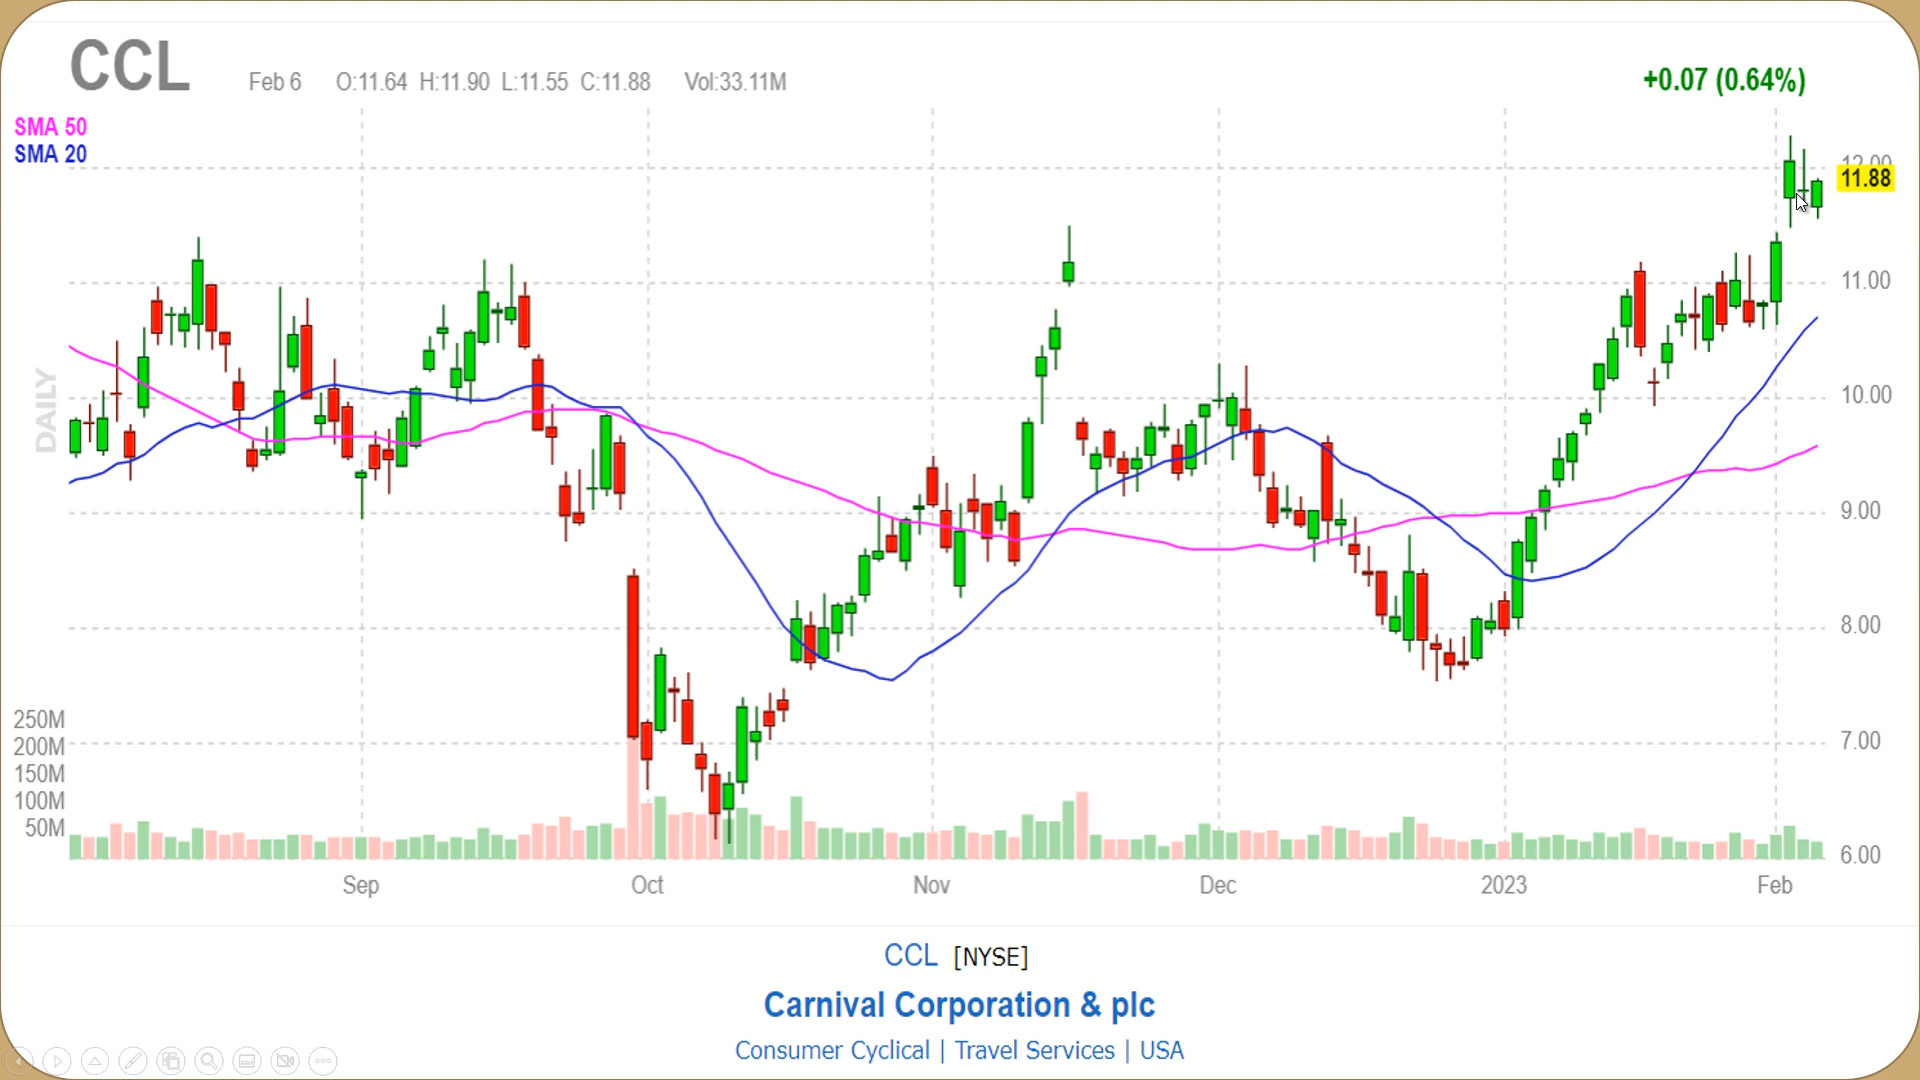 CCL Feb 6 O:11.64 H:11.90 L:11.55 C:11.88 Vol:33.11M +0.07 (0.64%)
SMA 50
SMA 20
12.00
11.88
11.00
10.00
9.00
8.00
7.00
6.00
DAILY
250M
200M
150M
100M
50M
Sep Oct Nov Dec 2023 Feb
CCL [NYSE]
Carnival Corporation & plc
Consumer Cyclical | Travel Services | USA